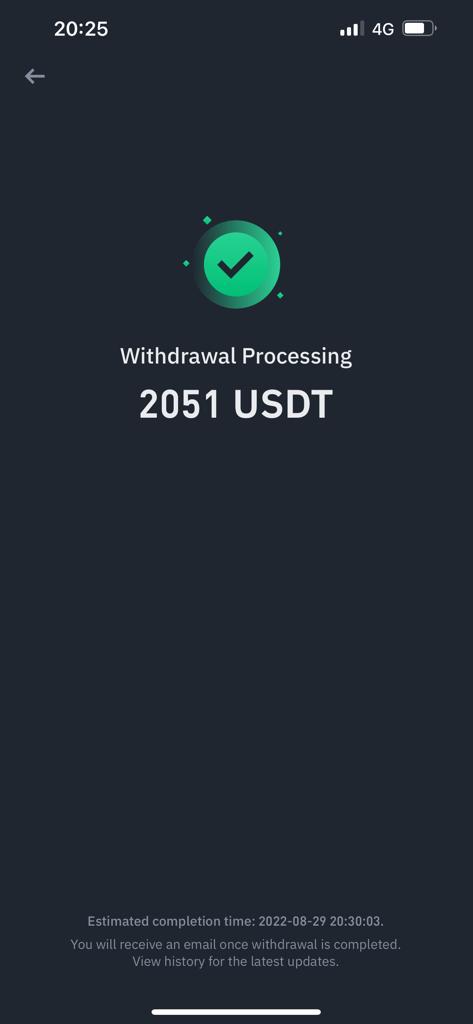 20:25
4G
Withdrawal Processing
2051 USDT
Estimated completion time: 2022-08-29 20:30:03.
You will receive an email once withdrawal is completed.
View history for the latest updates.